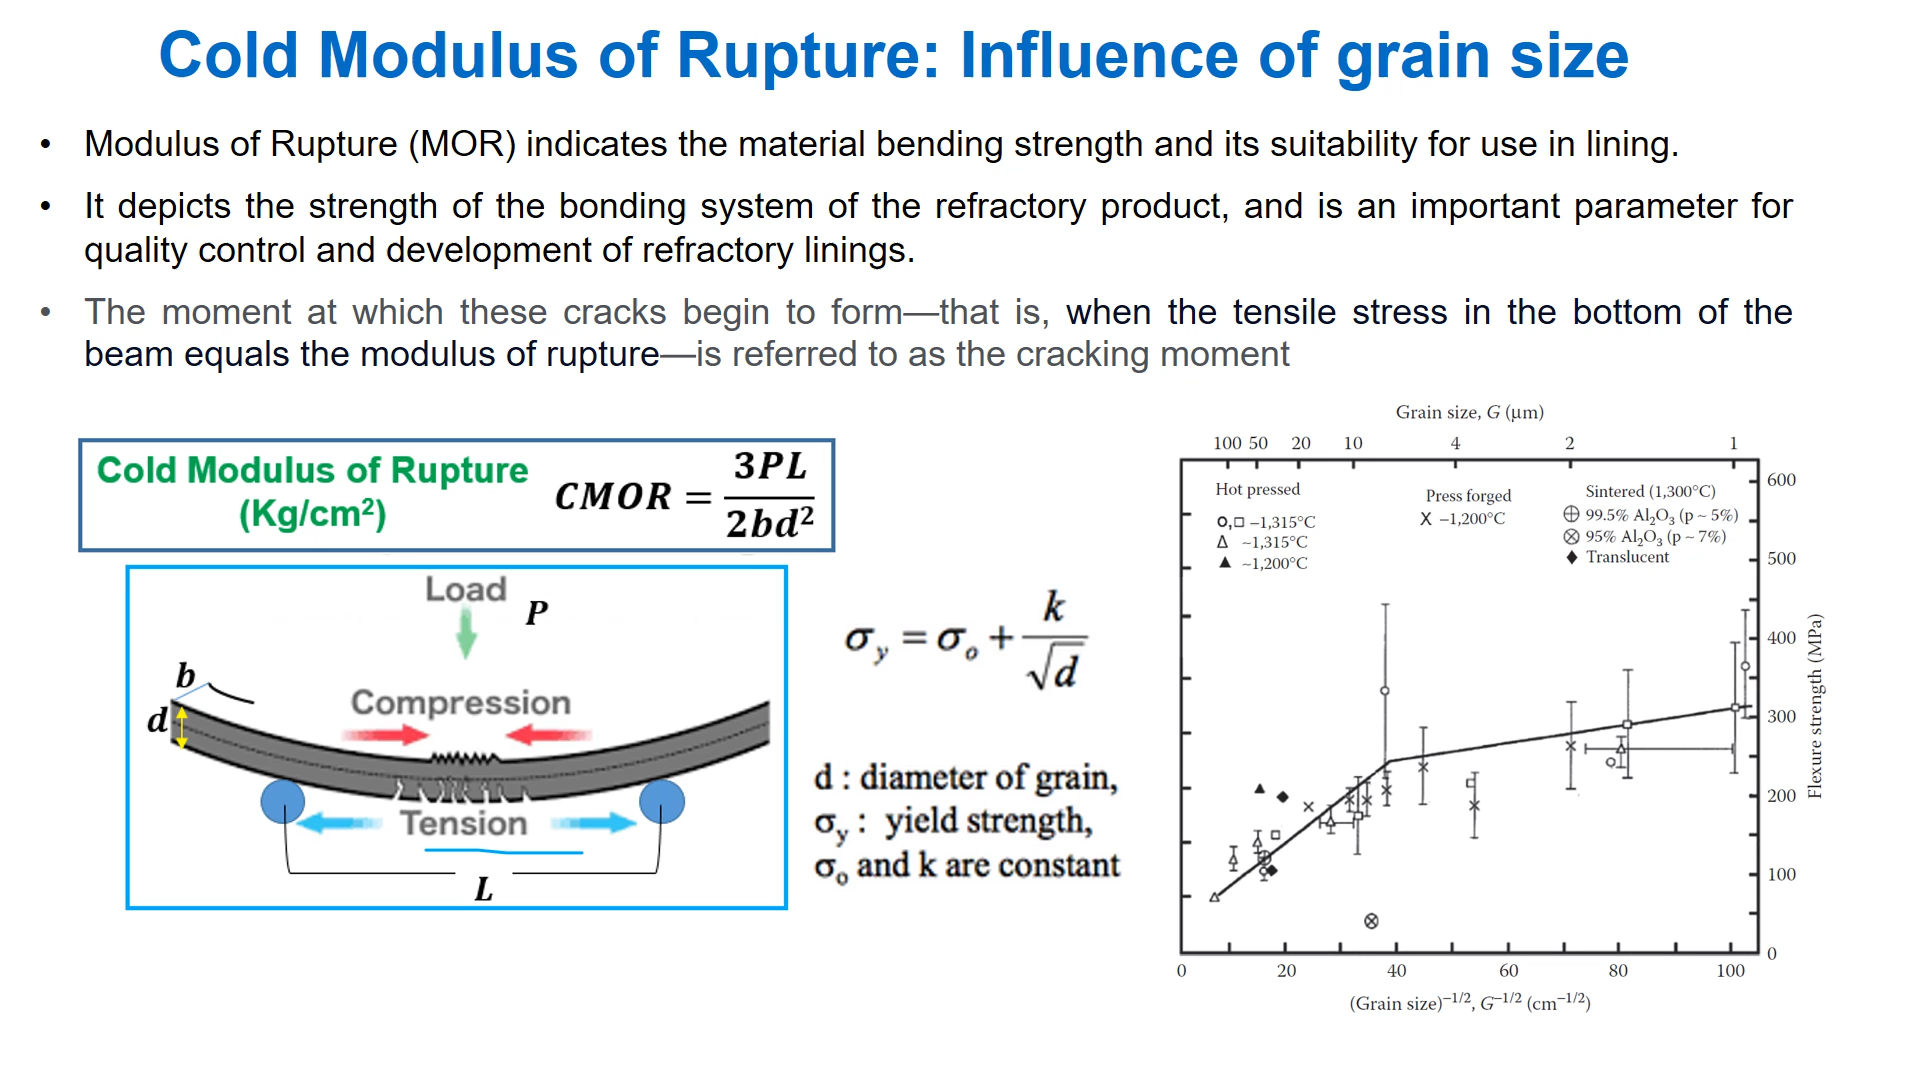 Cold Modulus of Rupture: Influence of grain size
• Modulus of Rupture (MOR) indicates the material bending strength and its suitability for use in lining.
• It depicts the strength of the bonding system of the refractory product, and is an important parameter for
quality control and development of refractory linings.
• The moment at which these cracks begin to form—that is, when the tensile stress in the bottom of the
beam equals the modulus of rupture—is referred to as the cracking moment
Cold Modulus of Rupture
(Kg/cm²)
CMOR = 3PL / 2bd²
Load
P
b
d
Compression
Tension
L
σy = σo + k / √d
d : diameter of grain,
σy : yield strength,
σo and k are constant
Grain size, G (μm)
100 50 20 10 4 2 1
Hot pressed
○,□ –1,315°C
△ ~1,315°C
▲ ~1,200°C
Press forged
X –1,200°C
Sintered (1,300°C)
⊕ 99.5% Al₂O₃ (p ~ 5%)
⊗ 95% Al₂O₃ (p ~ 7%)
◆ Translucent
600
500
400
300
200
100
0
Flexure strength (MPa)
0 20 40 60 80 100
(Grain size)⁻¹/², G⁻¹/² (cm⁻¹/²)